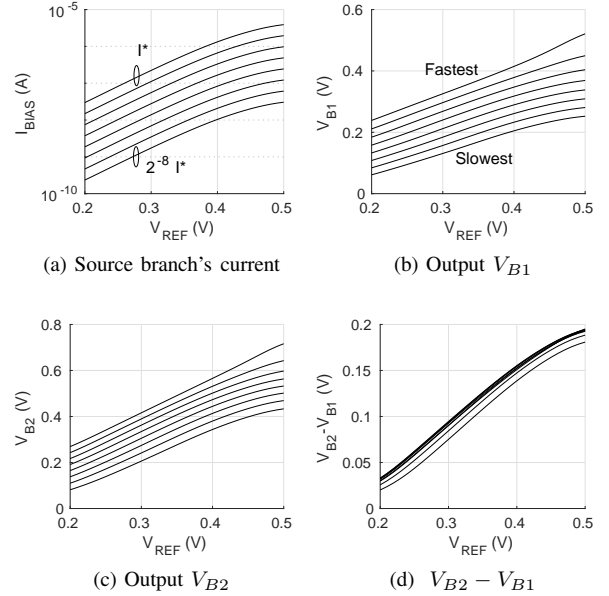 10^-5
I*
2^-8 I*
10^-10
I_BIAS (A)
0.2 0.3 0.4 0.5
V_REF (V)
(a) Source branch's current
0.6
0.4
0.2
0
V_B1 (V)
Fastest
Slowest
0.2 0.3 0.4 0.5
V_REF (V)
(b) Output V_B1
0.8
0.6
0.4
0.2
0
V_B2 (V)
0.2 0.3 0.4 0.5
V_REF (V)
(c) Output V_B2
0.2
0.15
0.1
0.05
0
V_B2-V_B1 (V)
0.2 0.3 0.4 0.5
V_REF (V)
(d) V_B2 − V_B1